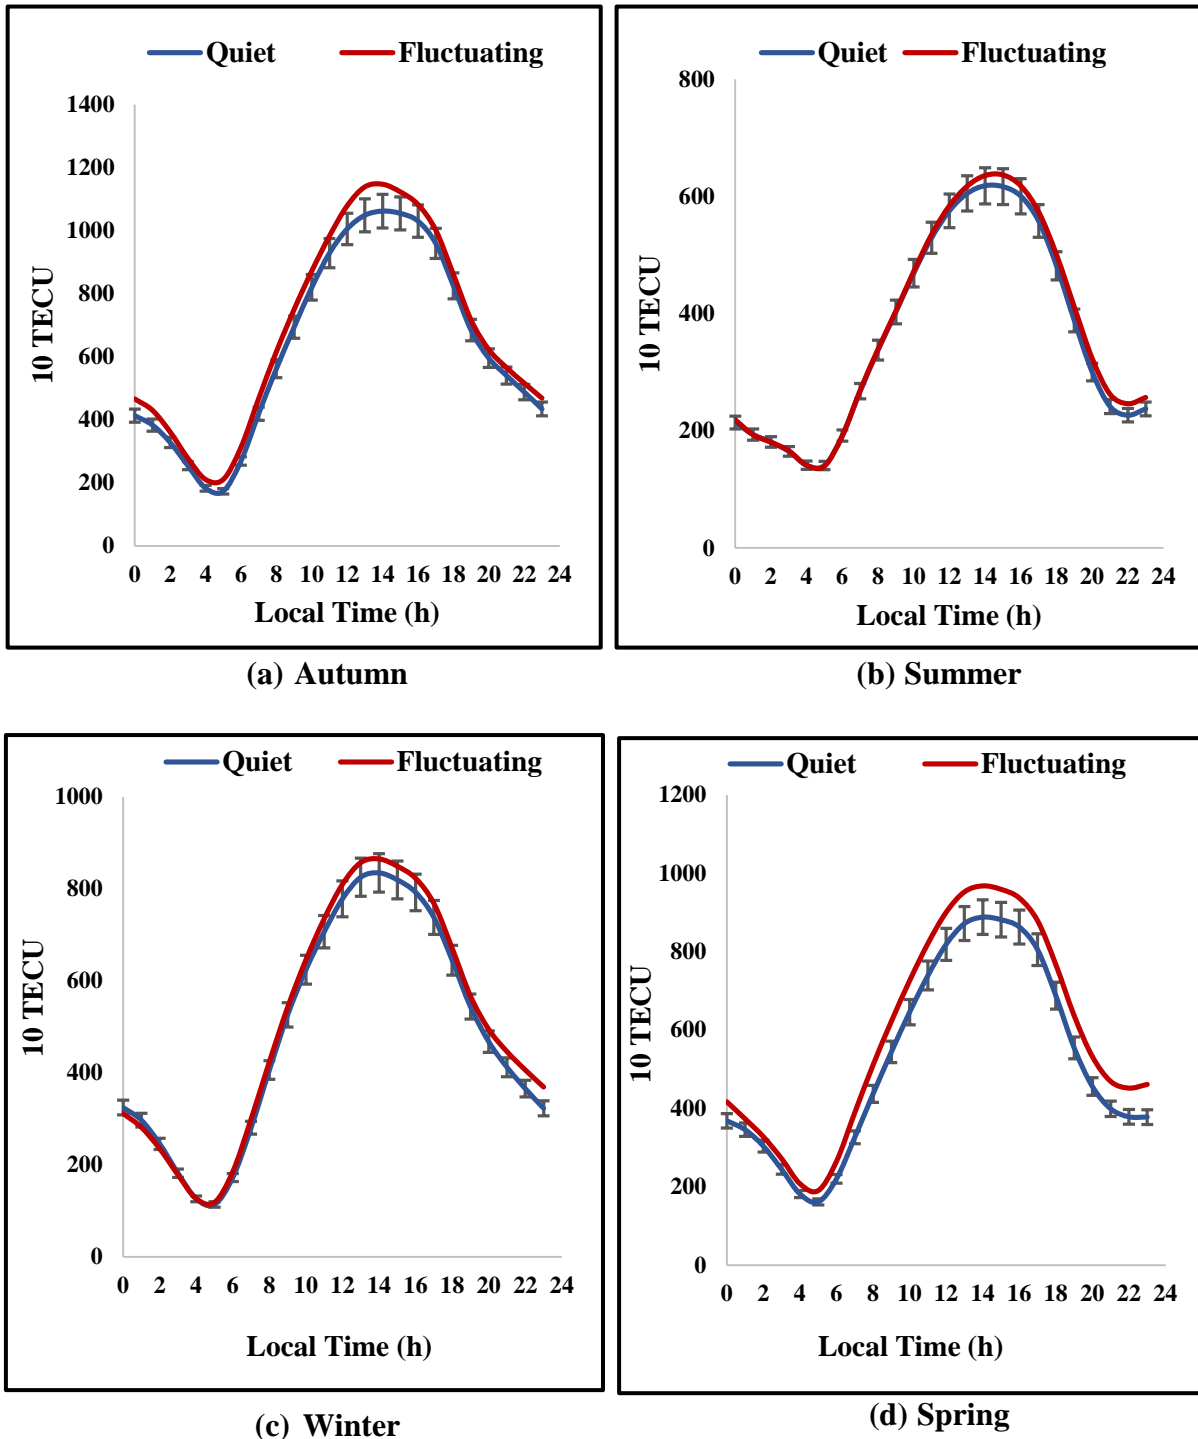 Quiet Fluctuating
1400
1200
1000
800
600
400
200
0
10 TECU
0 2 4 6 8 10 12 14 16 18 20 22 24
Local Time (h)
(a) Autumn
Quiet Fluctuating
800
600
400
200
0
10 TECU
0 2 4 6 8 10 12 14 16 18 20 22 24
Local Time (h)
(b) Summer
Quiet Fluctuating
1000
800
600
400
200
0
10 TECU
0 2 4 6 8 10 12 14 16 18 20 22 24
Local Time (h)
(c) Winter
Quiet Fluctuating
1200
1000
800
600
400
200
0
10 TECU
0 2 4 6 8 10 12 14 16 18 20 22 24
Local Time (h)
(d) Spring